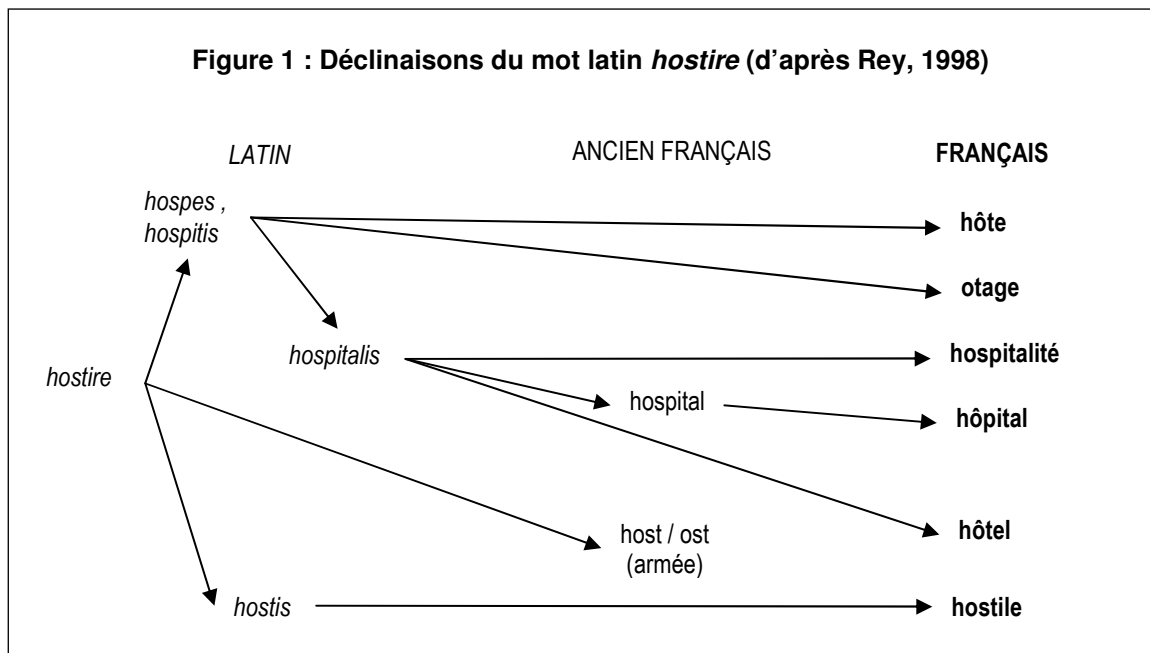 Figure 1 : Déclinaisons du mot latin hostire (d'après Rey, 1998)
LATIN
ANCIEN FRANÇAIS
FRANÇAIS
hospes ,
hospitis
hôte
otage
hospitalis
hospitalité
hostire
hospital
hôpital
host / ost
(armée)
hôtel
hostis
hostile